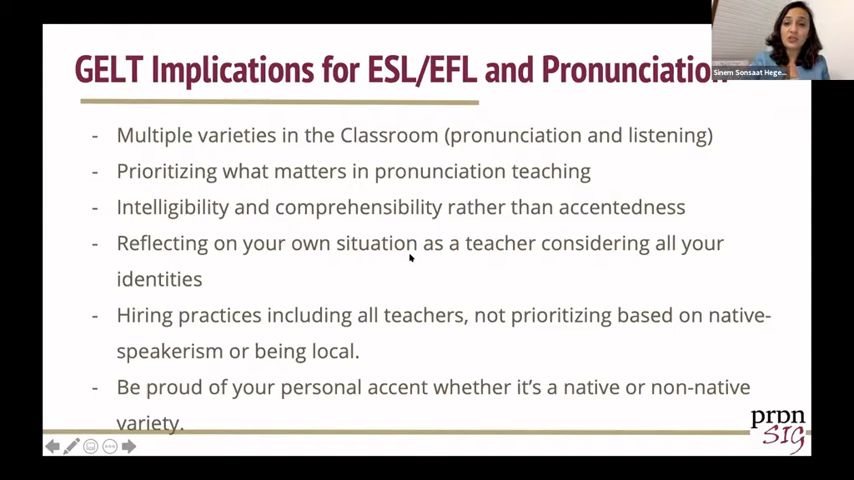 GELT Implications for ESL/EFL and Pronunciation
Sinem Sonsaat Hege...
- Multiple varieties in the Classroom (pronunciation and listening)
- Prioritizing what matters in pronunciation teaching
- Intelligibility and comprehensibility rather than accentedness
- Reflecting on your own situation as a teacher considering all your
identities
- Hiring practices including all teachers, not prioritizing based on native-
speakerism or being local.
- Be proud of your personal accent whether it's a native or non-native
variety.
prɒn
SIG